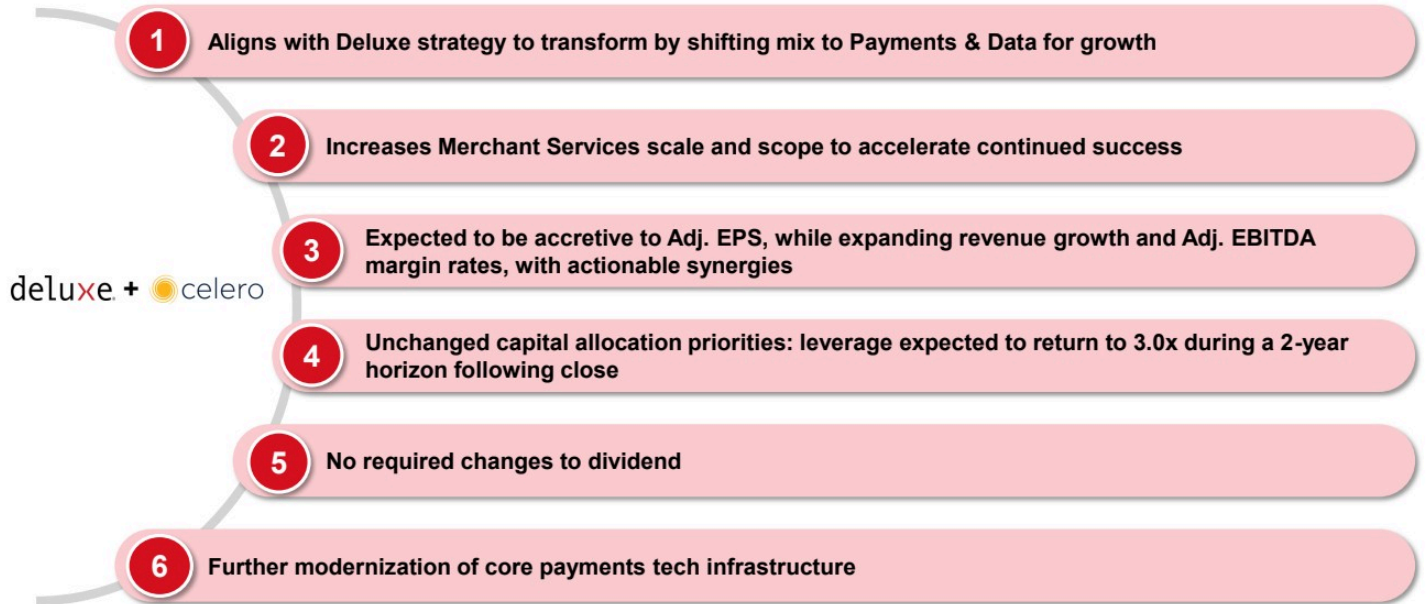 1
Aligns with Deluxe strategy to transform by shifting mix to Payments & Data for growth
2
Increases Merchant Services scale and scope to accelerate continued success
3
Expected to be accretive to Adj. EPS, while expanding revenue growth and Adj. EBITDA
margin rates, with actionable synergies
deluxe. + celero
4
Unchanged capital allocation priorities: leverage expected to return to 3.0x during a 2-year
horizon following close
5
No required changes to dividend
6
Further modernization of core payments tech infrastructure